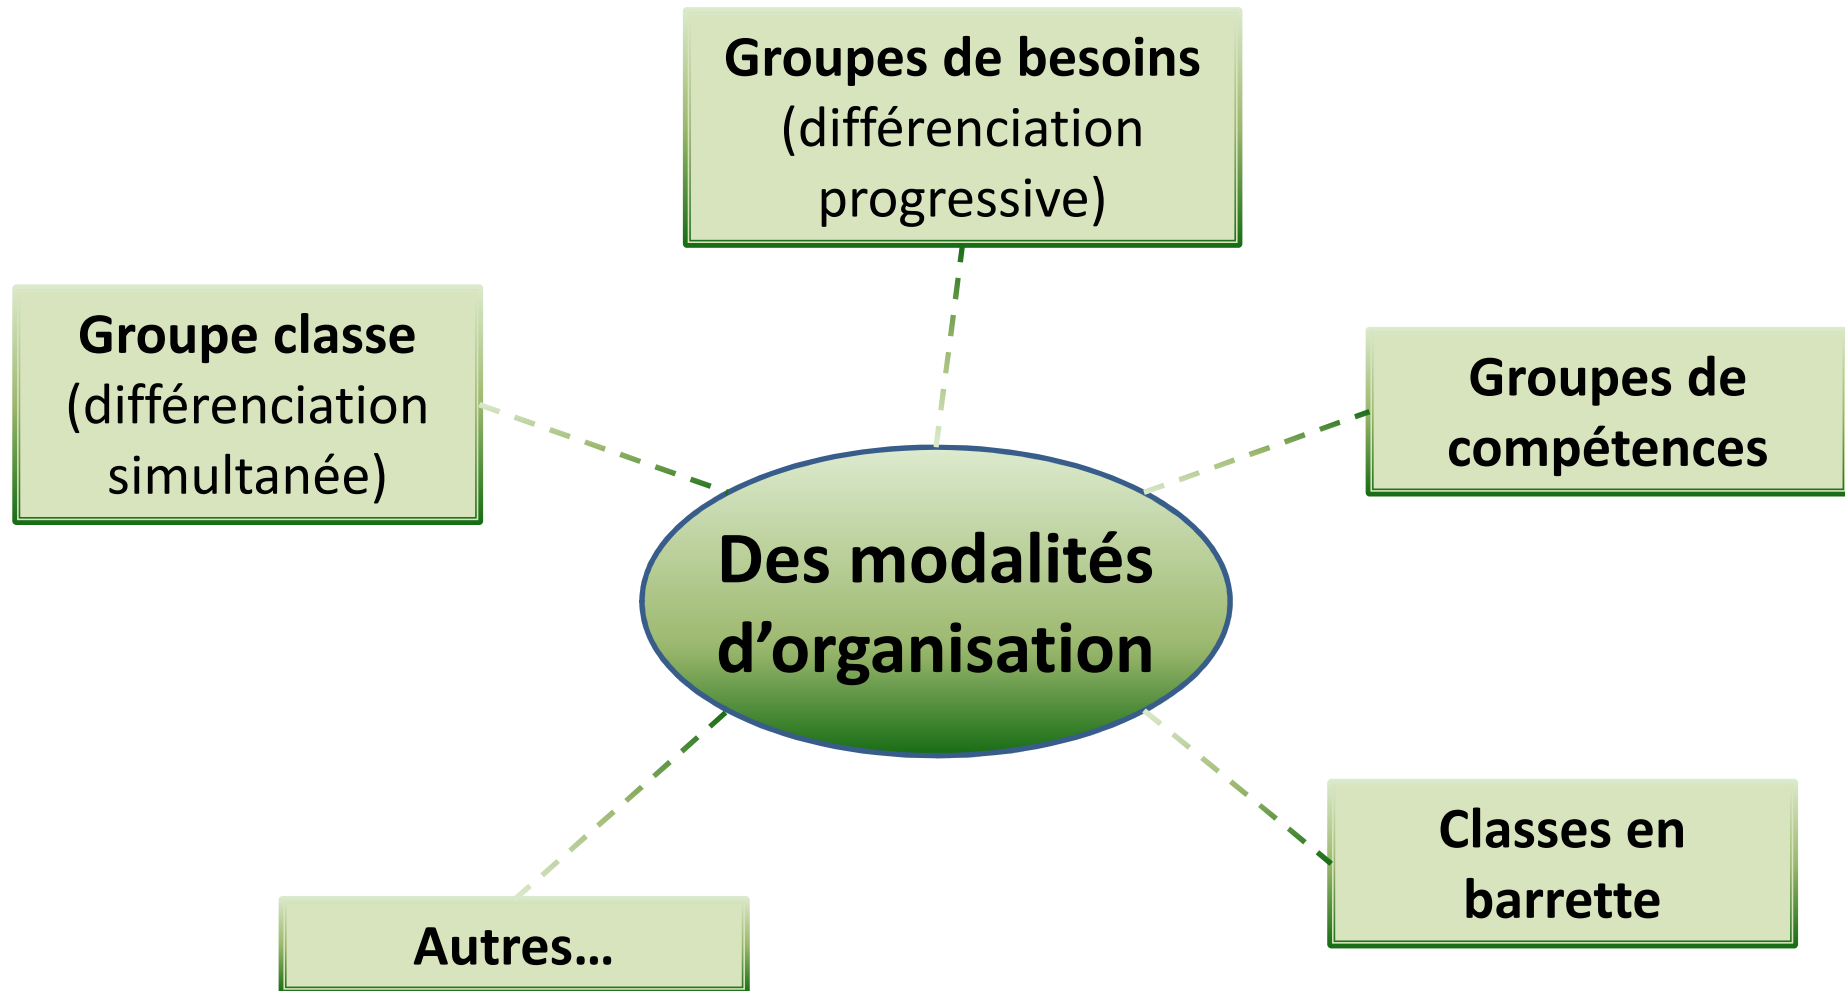 Groupes de besoins
(différenciation
progressive)
Groupe classe
(différenciation
simultanée)
Groupes de
compétences
Des modalités
d’organisation
Classes en
barrette
Autres…